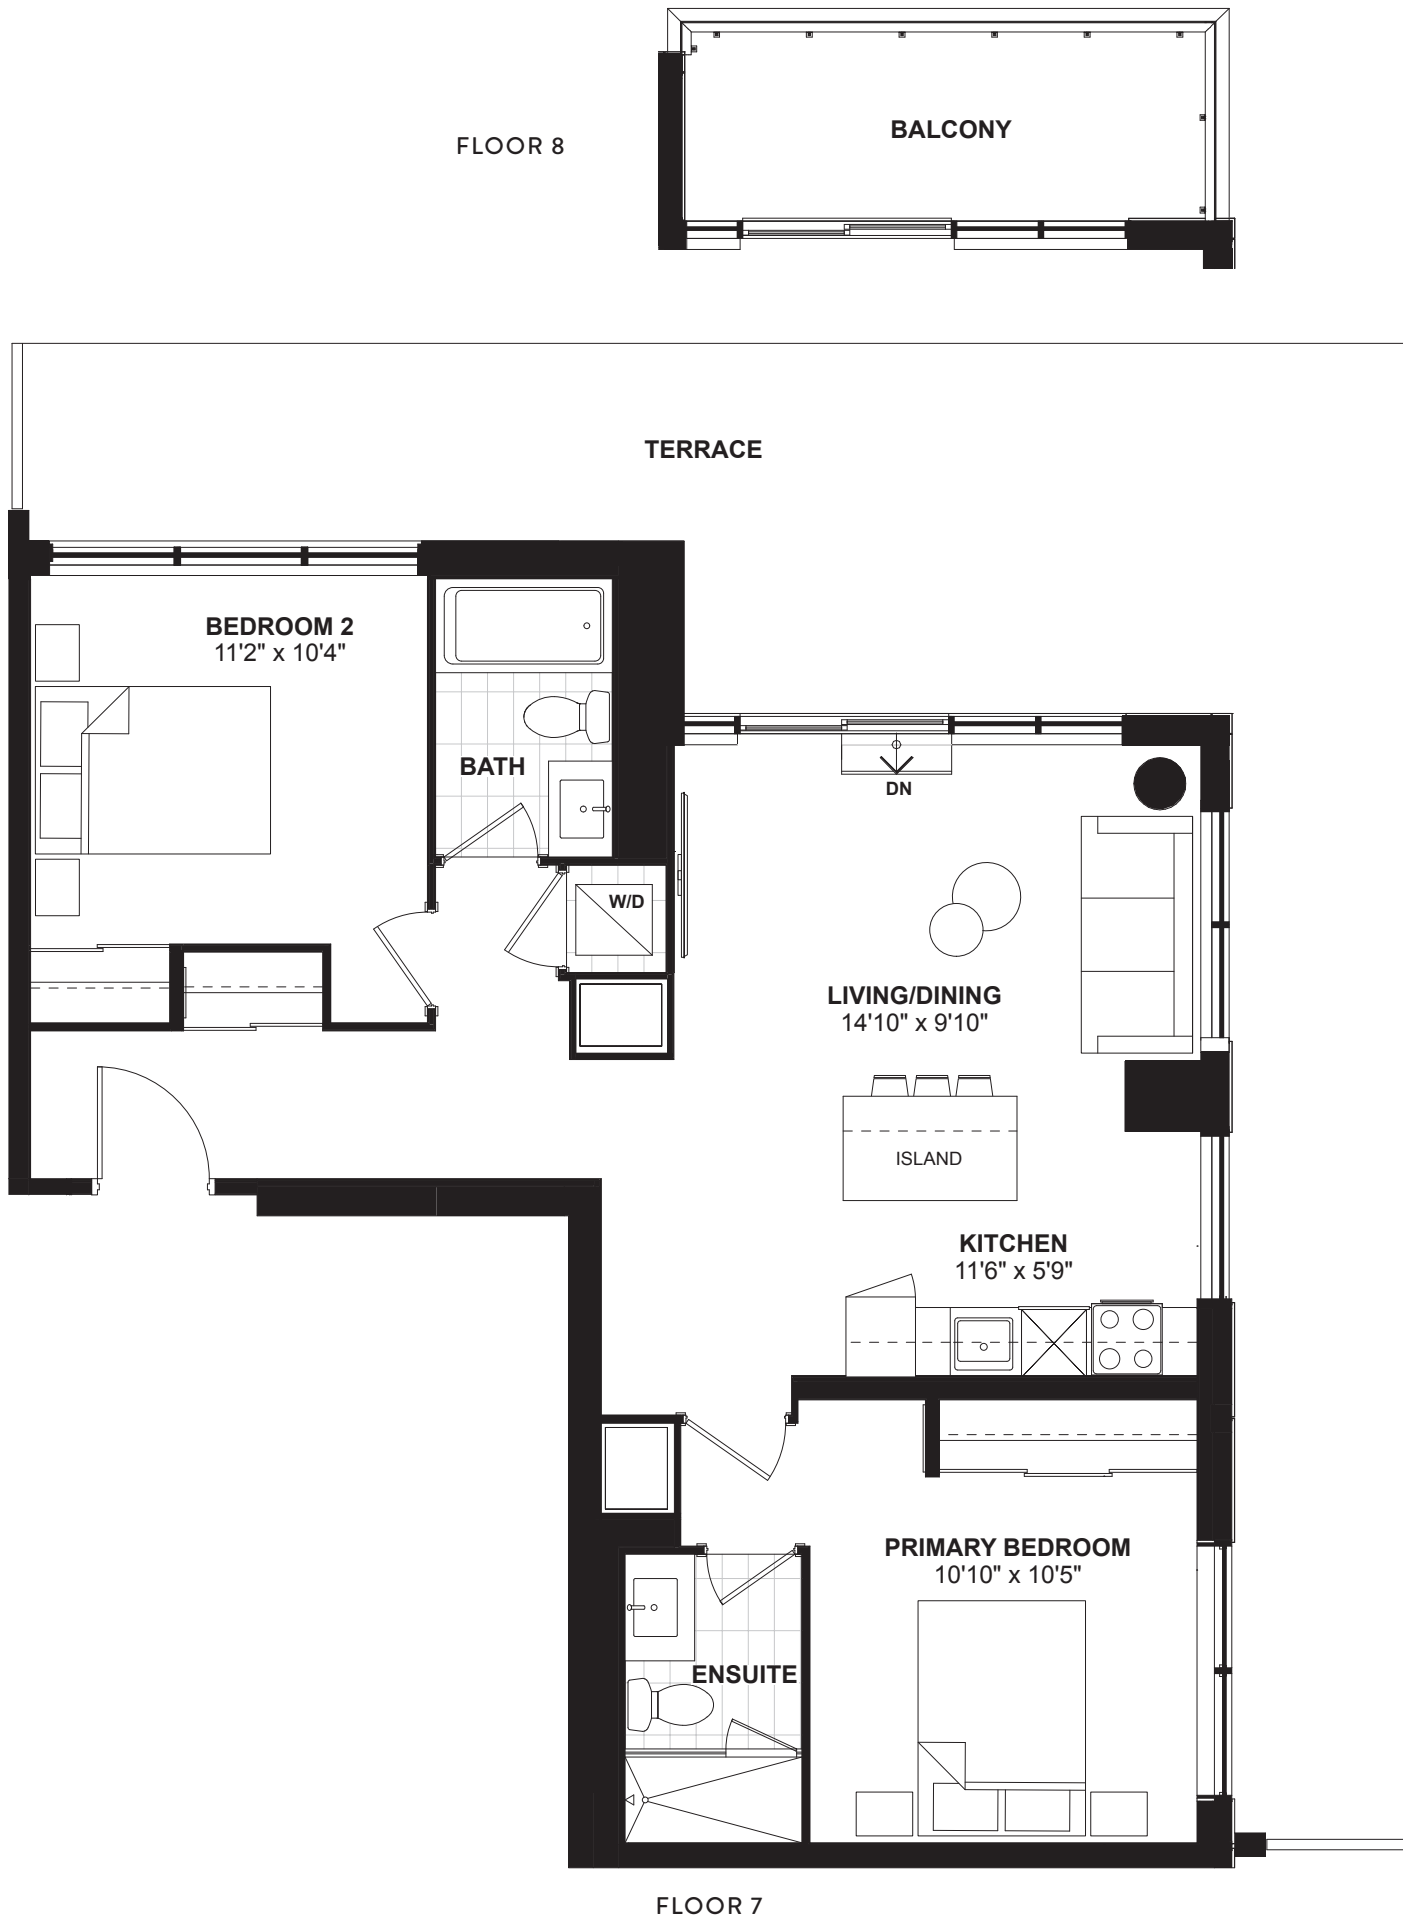 BALCONY
FLOOR 8
TERRACE
BEDROOM 2
11'2" x 10'4"
BATH
DN
W/D
LIVING/DINING
14'10" x 9'10"
ISLAND
KITCHEN
11'6" x 5'9"
PRIMARY BEDROOM
10'10" x 10'5"
ENSUITE
FLOOR 7